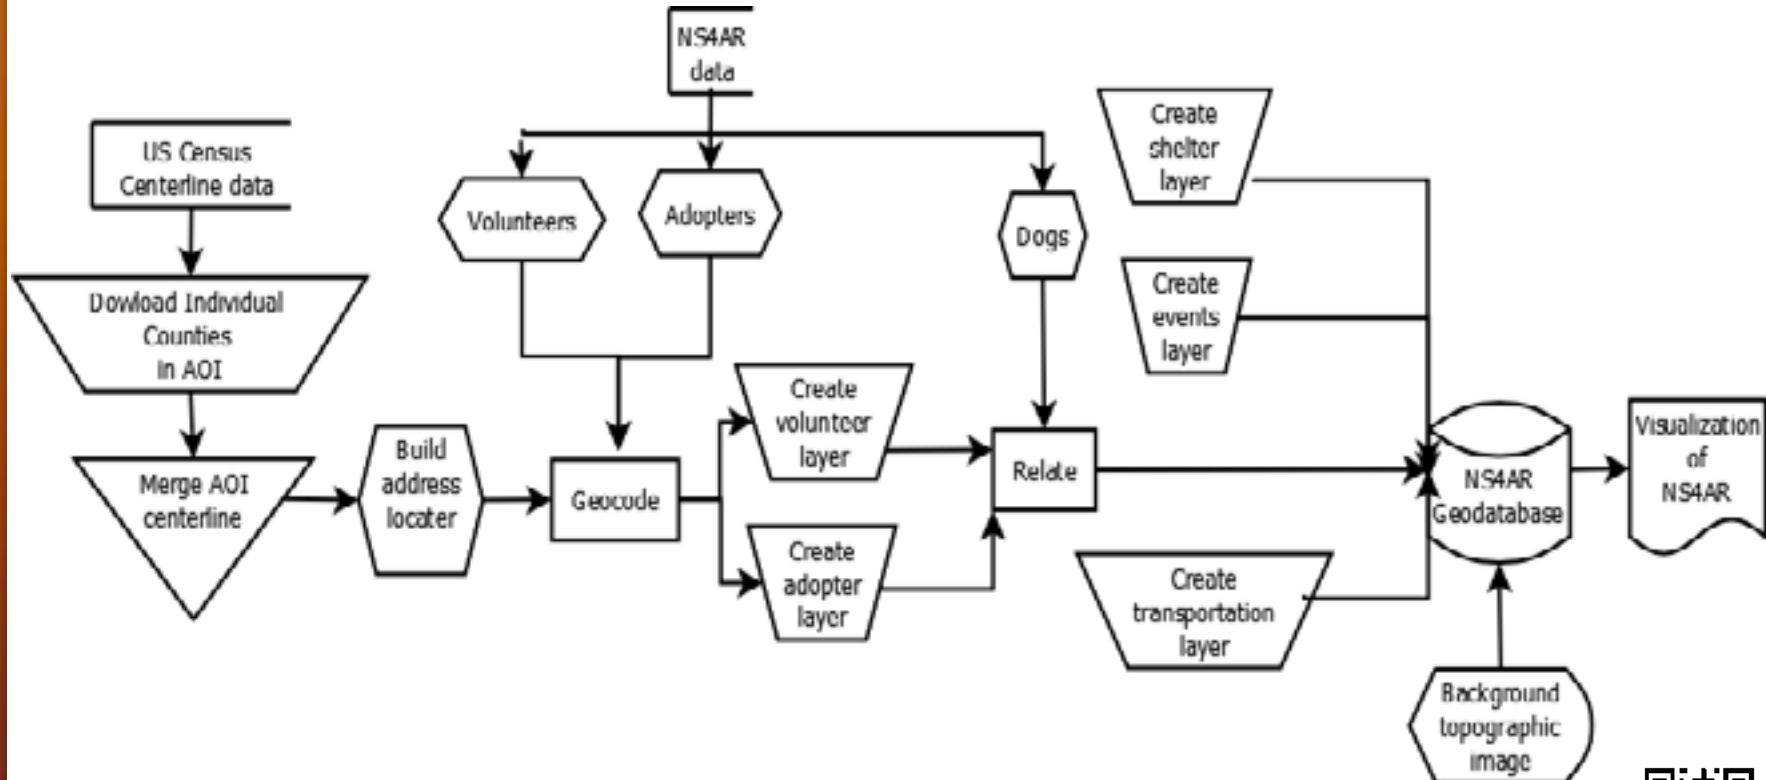 NS4AR
data
US Census
Centerline data
Volunteers
Adopters
Dogs
Create
shelter
layer
Create
events
layer
Dowload Individual
Counties
in AOI
Merge AOI
centerline
Build
address
locater
Geocode
Create
volunteer
layer
Create
adopter
layer
Relate
Create
transportation
layer
NS4AR
Geodatabase
Visualization
of
NS4AR
Background
topographic
image